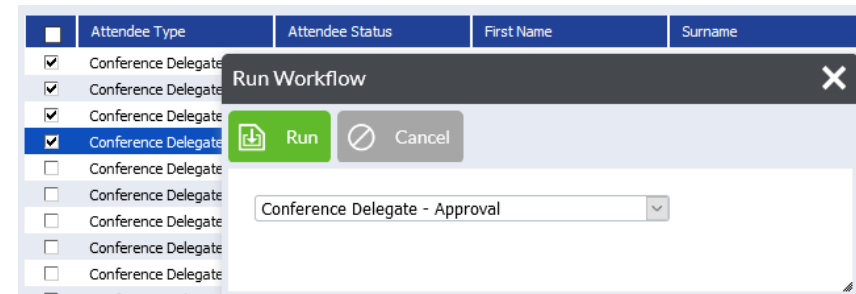 Attendee Type Attendee Status First Name Surname
Conference Delegate
Run Workflow
Conference Delegate
Conference Delegate
Run Cancel
Conference Delegate
Conference Delegate
Conference Delegate
Conference Delegate - Approval
Conference Delegate
Conference Delegate
Conference Delegate